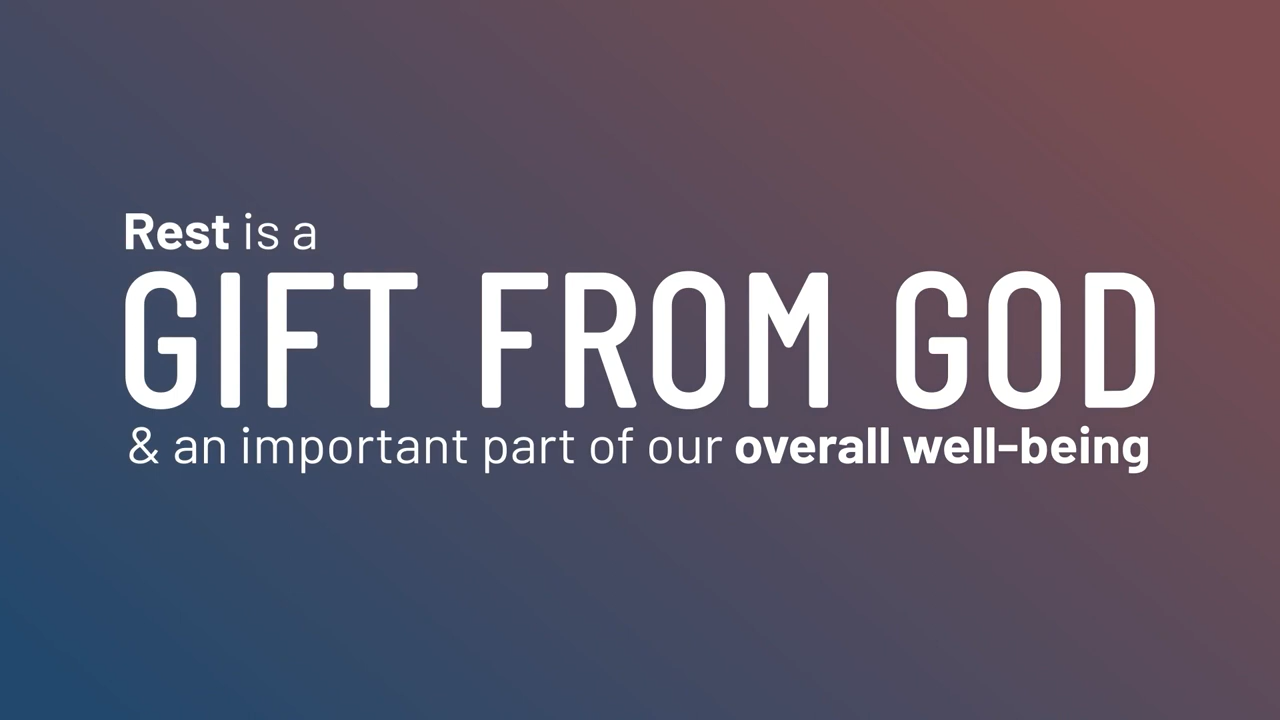 Rest is a
GIFT FROM GOD
& an important part of our overall well-being